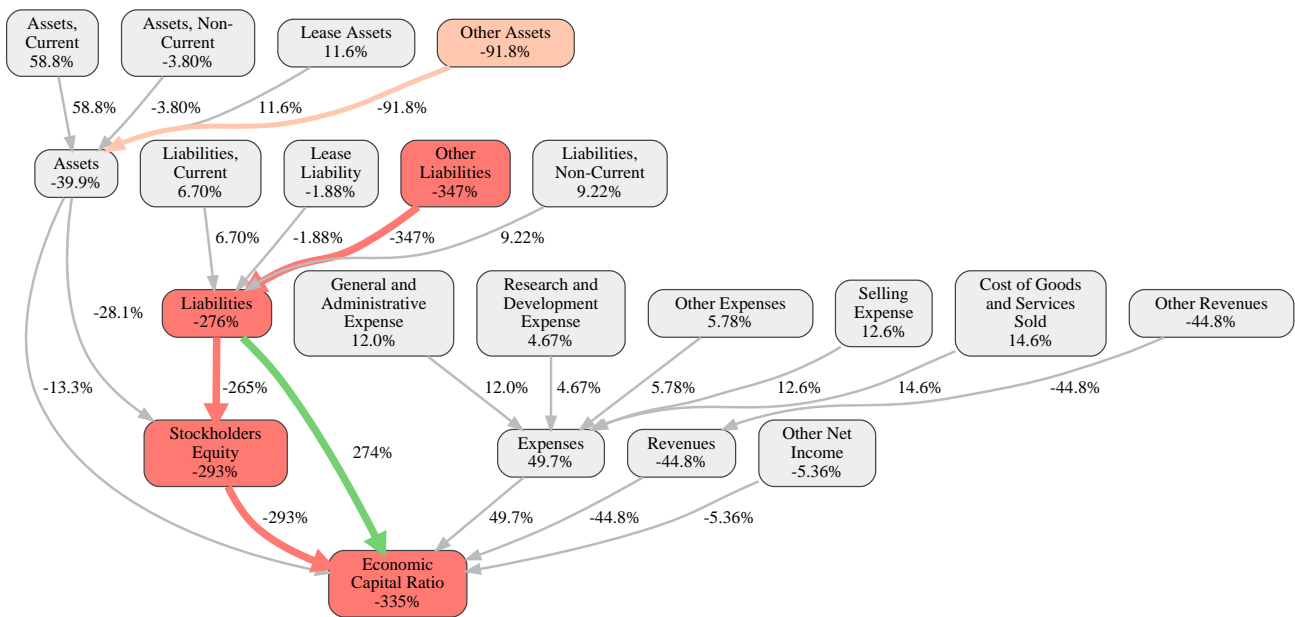 Assets,
Current
58.8%
Assets, Non-
Current
-3.80%
Lease Assets
11.6%
Other Assets
-91.8%
58.8%
-3.80%
11.6%
-91.8%
Assets
-39.9%
Liabilities,
Current
6.70%
Lease
Liability
-1.88%
Other
Liabilities
-347%
Liabilities,
Non-Current
9.22%
6.70%
-1.88%
-347%
9.22%
Liabilities
-276%
General and
Administrative
Expense
12.0%
Research and
Development
Expense
4.67%
Other Expenses
5.78%
Selling
Expense
12.6%
Cost of Goods
and Services
Sold
14.6%
Other Revenues
-44.8%
-28.1%
-13.3%
-265%
12.0%
4.67%
5.78%
12.6%
14.6%
-44.8%
Stockholders
Equity
-293%
274%
Expenses
49.7%
Revenues
-44.8%
Other Net
Income
-5.36%
-293%
49.7%
-44.8%
-5.36%
Economic
Capital Ratio
-335%